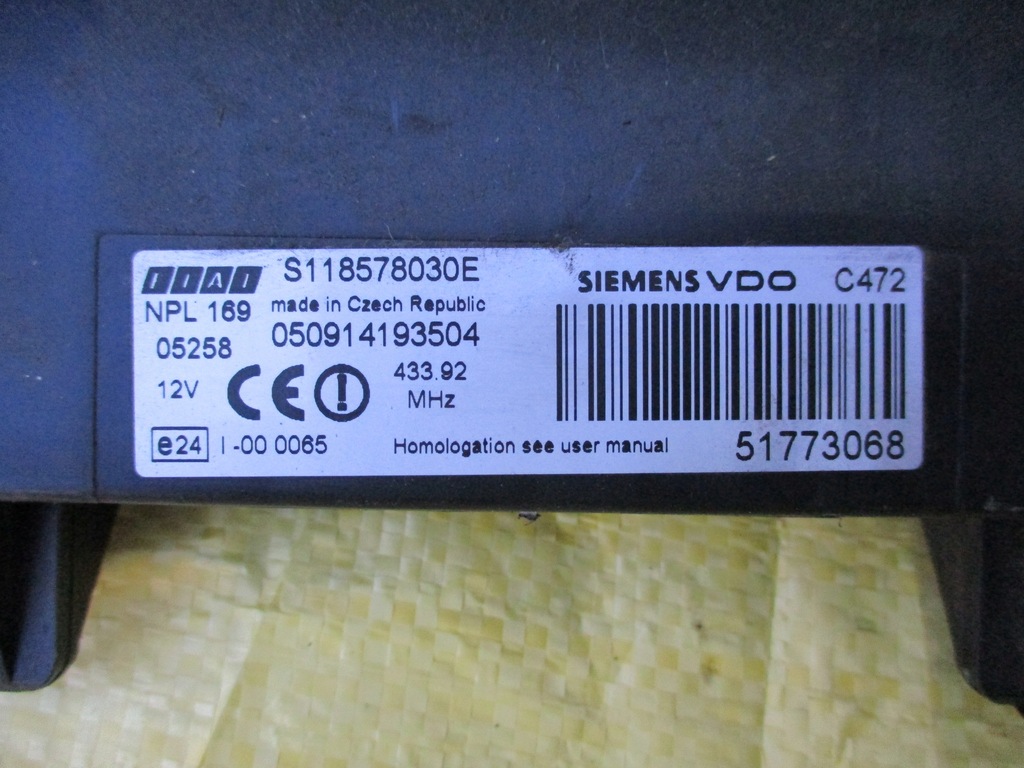 FIAT S118578030E
NPL 169 made in Czech Republic
05258 050914193504
12V CE 433.92
MHz
e24 I -00 0065 Homologation see user manual
SIEMENS VDO C472
51773068